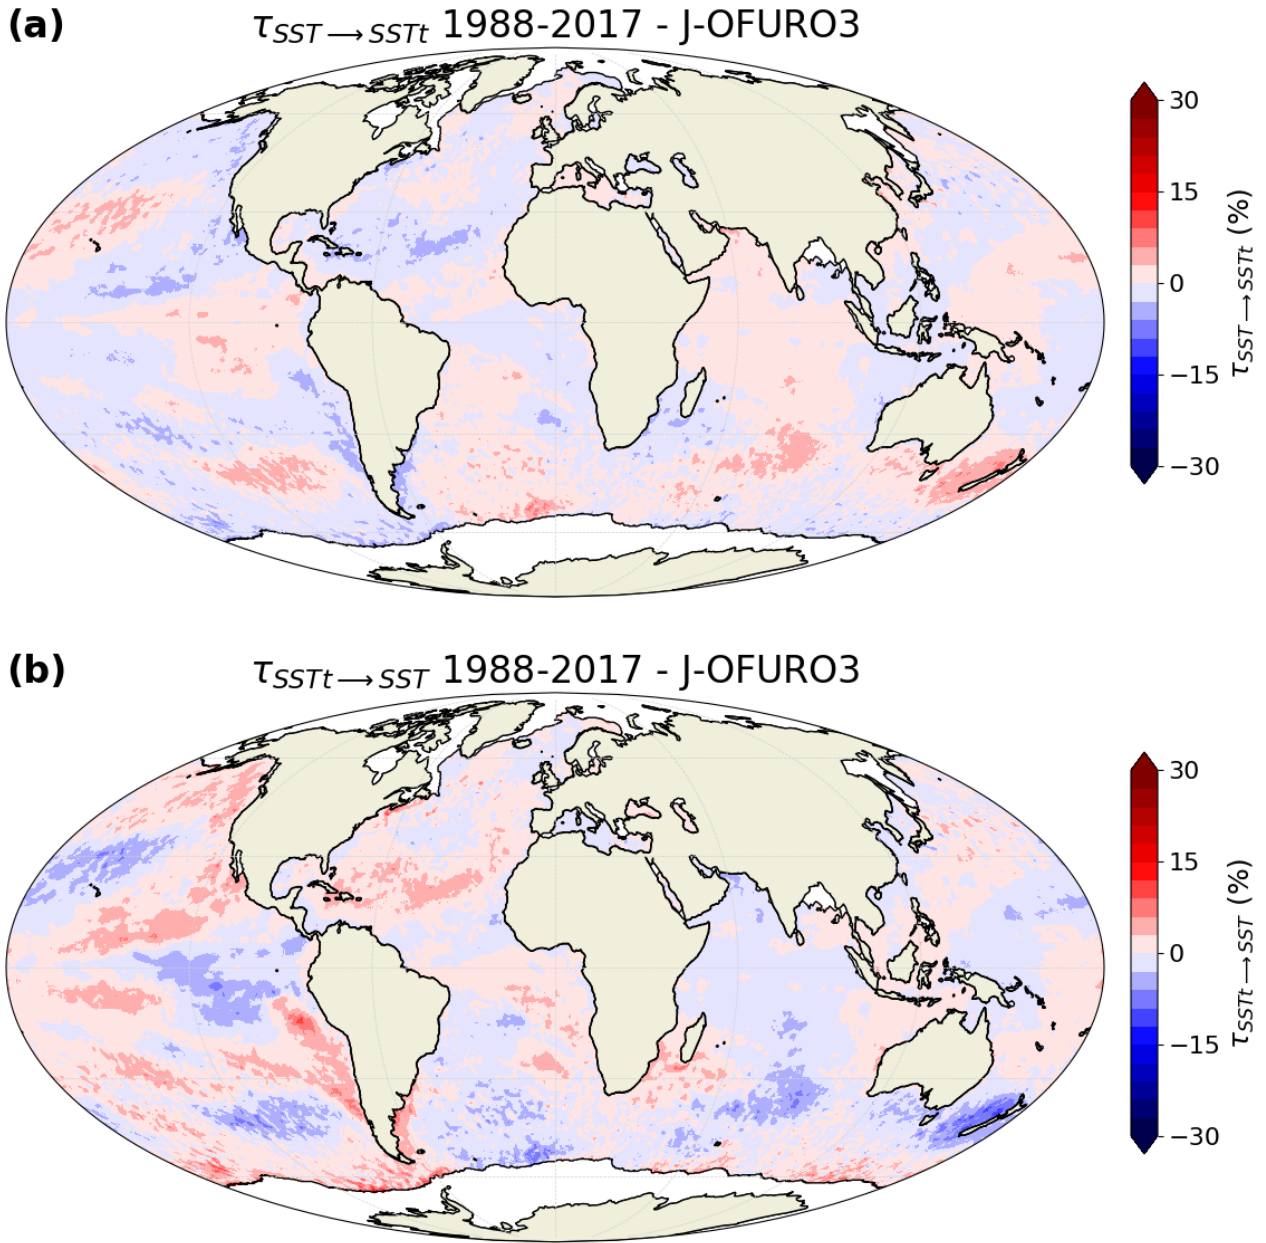 (a) τSST⟶SSTt 1988-2017 - J-OFURO3
30
15
0
−15
−30
τSST⟶SSTt (%)
(b) τSSTt⟶SST 1988-2017 - J-OFURO3
30
15
0
−15
−30
τSSTt⟶SST (%)